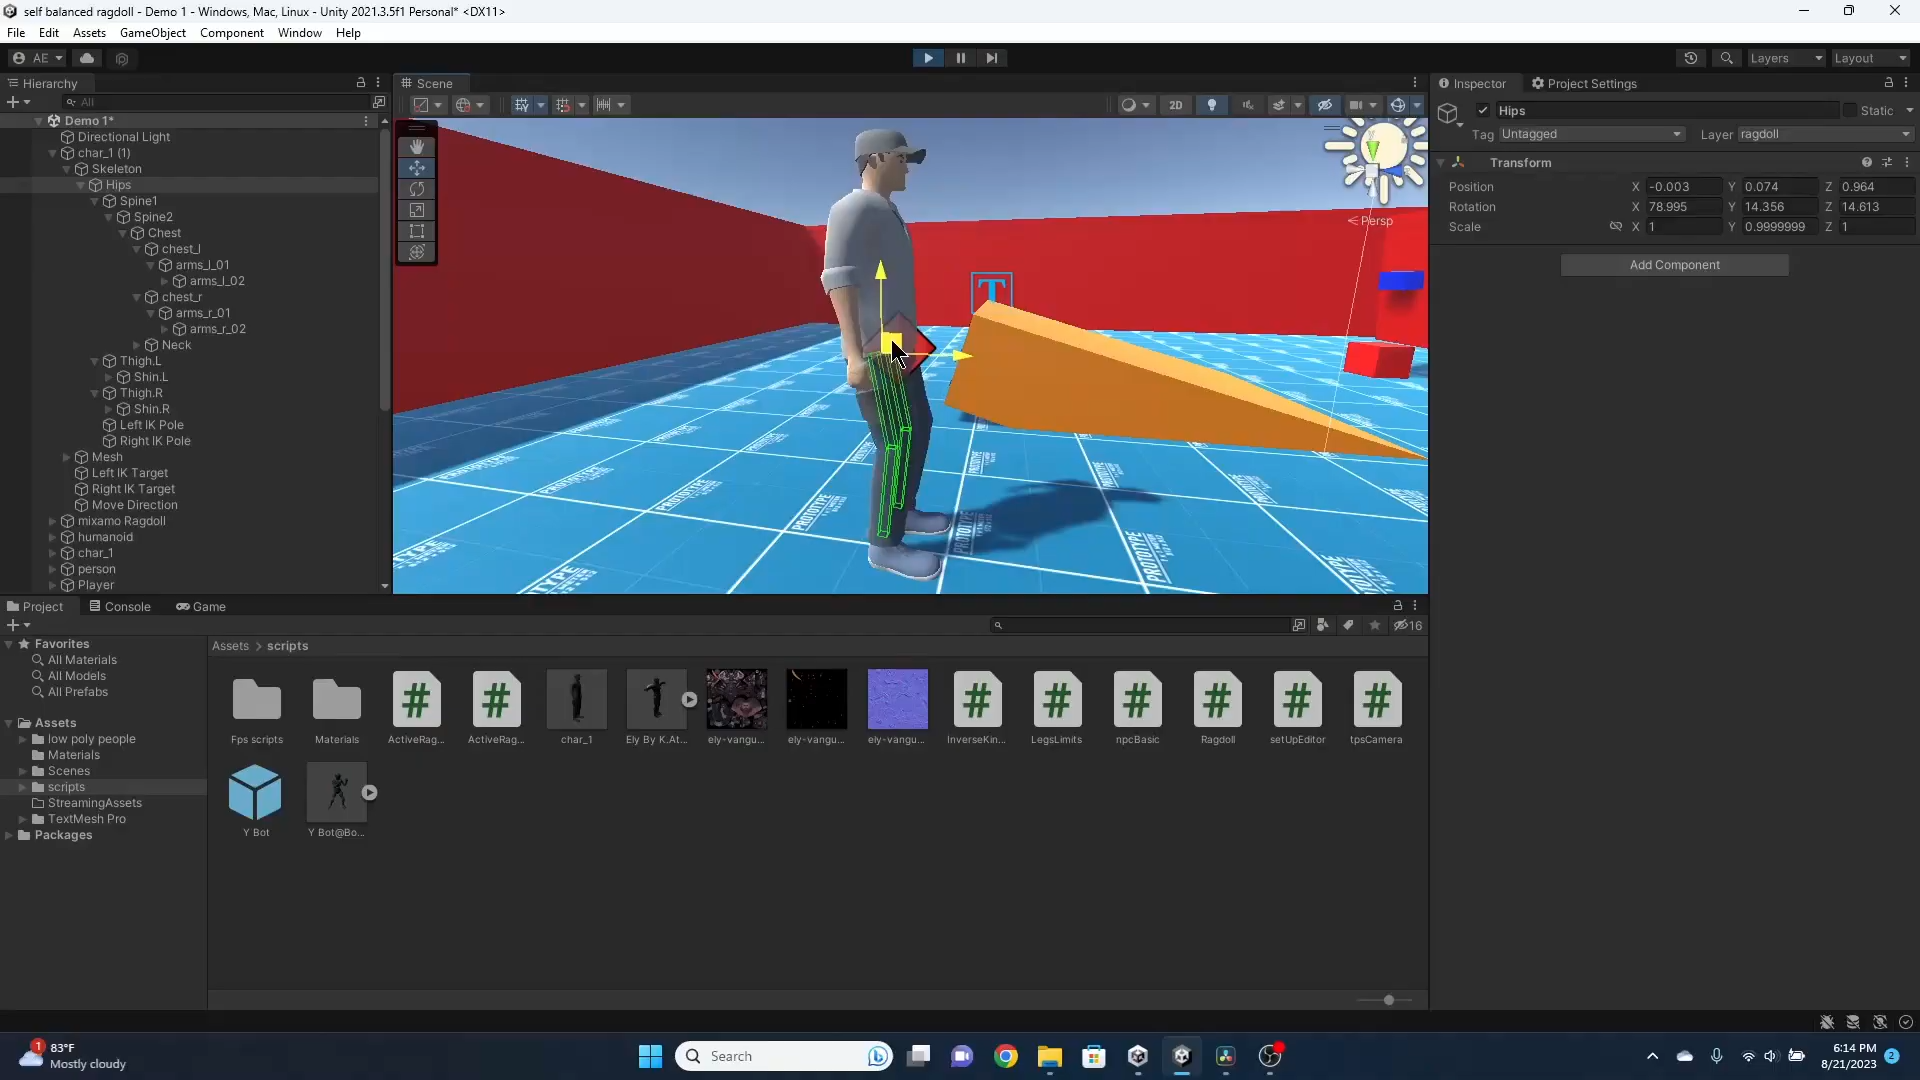 self balanced ragdoll - Demo 1 - Windows, Mac, Linux - Unity 2021.3.5f1 Personal* <DX11>
File Edit Assets GameObject Component Window Help
AE
Layers
Layout
Hierarchy
All
Demo 1*
Directional Light
char_1 (1)
Skeleton
Hips
Spine1
Spine2
Chest
chest_l
arms_l_01
arms_l_02
chest_r
arms_r_01
arms_r_02
Neck
Thigh.L
Shin.L
Thigh.R
Shin.R
Left IK Pole
Right IK Pole
Mesh
Left IK Target
Right IK Target
Move Direction
mixamo Ragdoll
humanoid
char_1
person
Player
Scene
2D
T
y
Persp
PROTOTYPE
PROTOTYPE
PROTOTYPE
PROTOTYPE
Inspector
Project Settings
Hips
Static
Tag Untagged
Layer ragdoll
Transform
Position X -0.003 Y 0.074 Z 0.964
Rotation X 78.995 Y 14.356 Z 14.613
Scale X 1 Y 0.9999999 Z 1
Add Component
Project Console Game
16
Favorites
All Materials
All Models
All Prefabs
Assets
low poly people
Materials
Scenes
scripts
StreamingAssets
TextMesh Pro
Packages
Assets > scripts
Fps scripts
Materials
ActiveRag...
ActiveRag...
char_1
Ely By K.At...
ely-vangu...
ely-vangu...
ely-vangu...
InverseKin...
LegsLimits
npcBasic
Ragdoll
setUpEditor
tpsCamera
Y Bot
Y Bot@Bo...
1
83°F
Mostly cloudy
Search
6:14 PM
8/21/2023
2